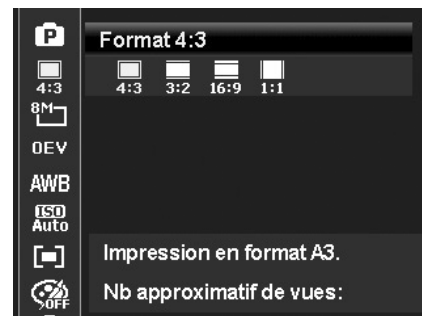 P
Format 4:3
4:3
4:3 3:2 16:9 1:1
8M
0EV
AWB
ISO
Auto
Impression en format A3.
OFF
Nb approximatif de vues: